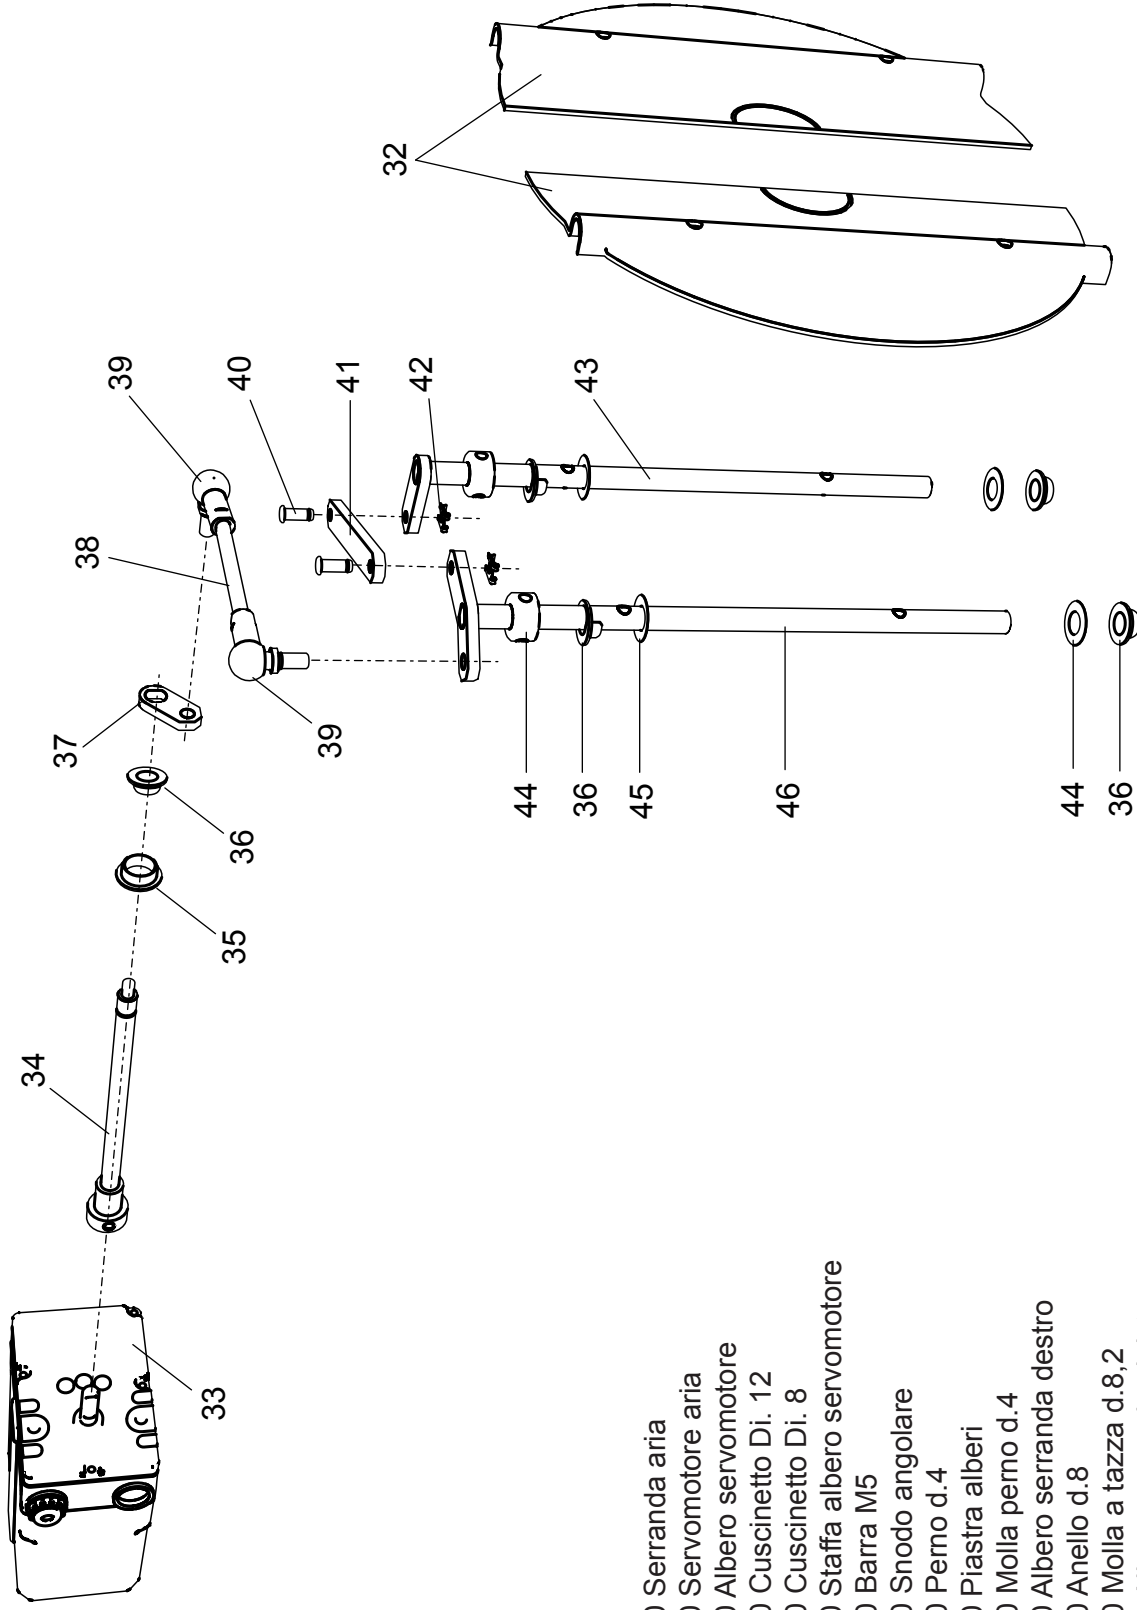 34
37
38
39
33
35
36
40
39
41
32
42
44
36
43
45
46
44
36
Serranda aria
Servomotore aria
Albero servomotore
Cuscinetto Di. 12
Cuscinetto Di. 8
Staffa albero servomotore
Barra M5
Snodo angolare
Perno d.4
Piastra alberi
Molla perno d.4
Albero serranda destro
Anello d.8
Molla a tazza d.8,2